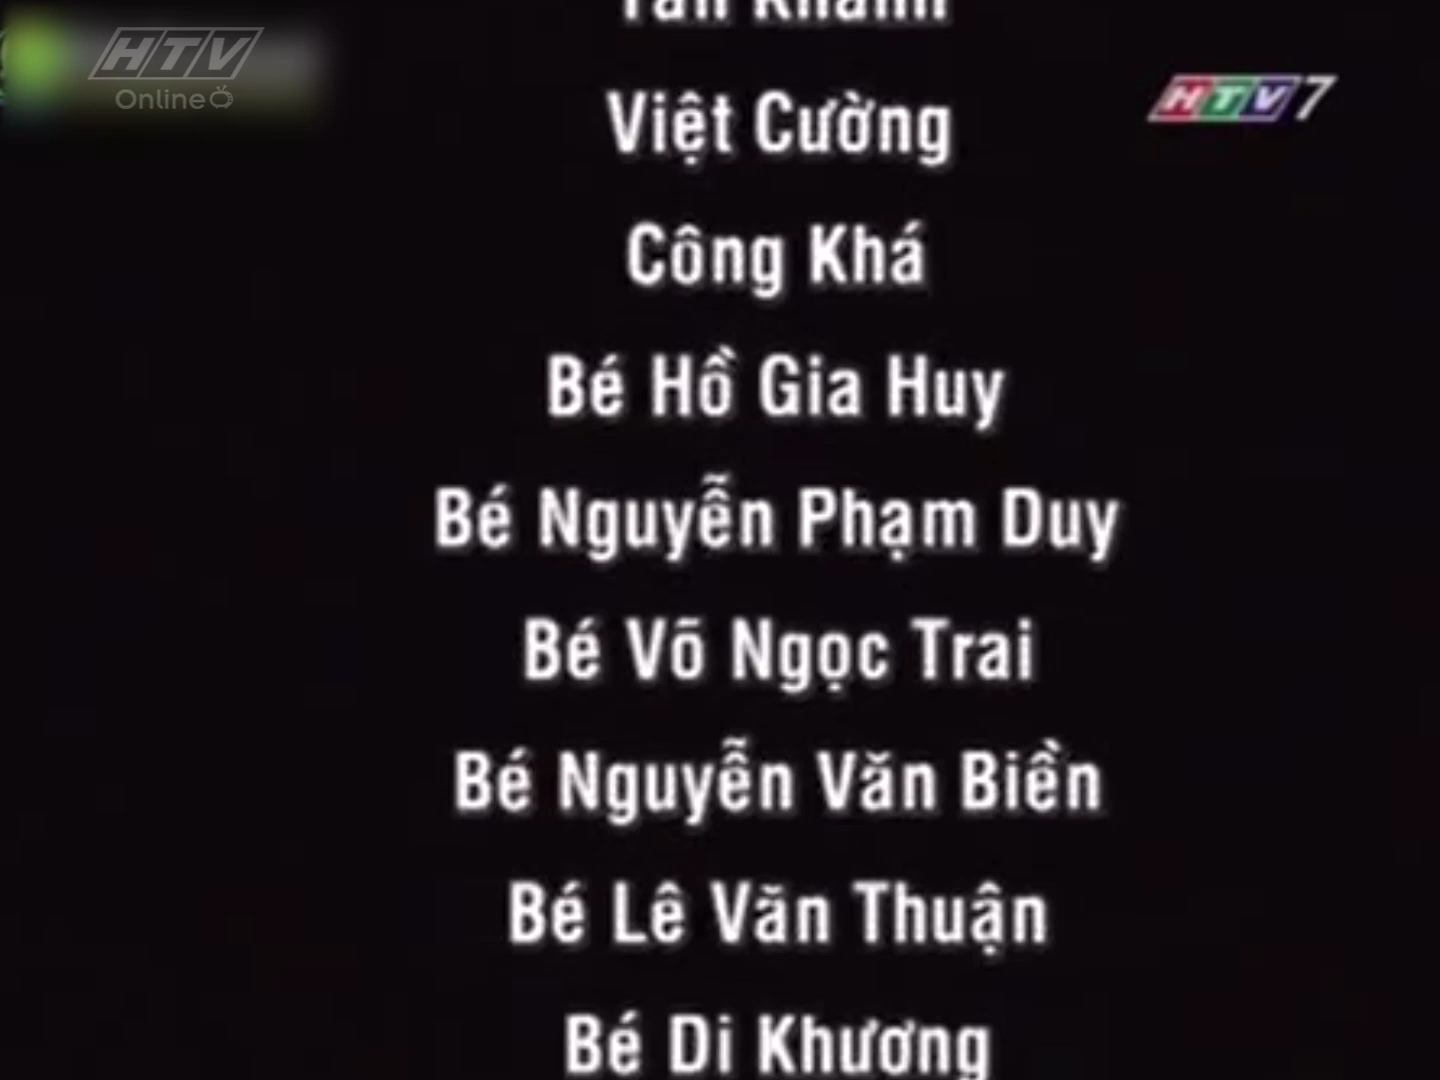 HTV
Online
HTV7
Việt Cường
Công Khá
Bé Hồ Gia Huy
Bé Nguyễn Phạm Duy
Bé Võ Ngọc Trai
Bé Nguyễn Văn Biền
Bé Lê Văn Thuận
Bé Di Khương